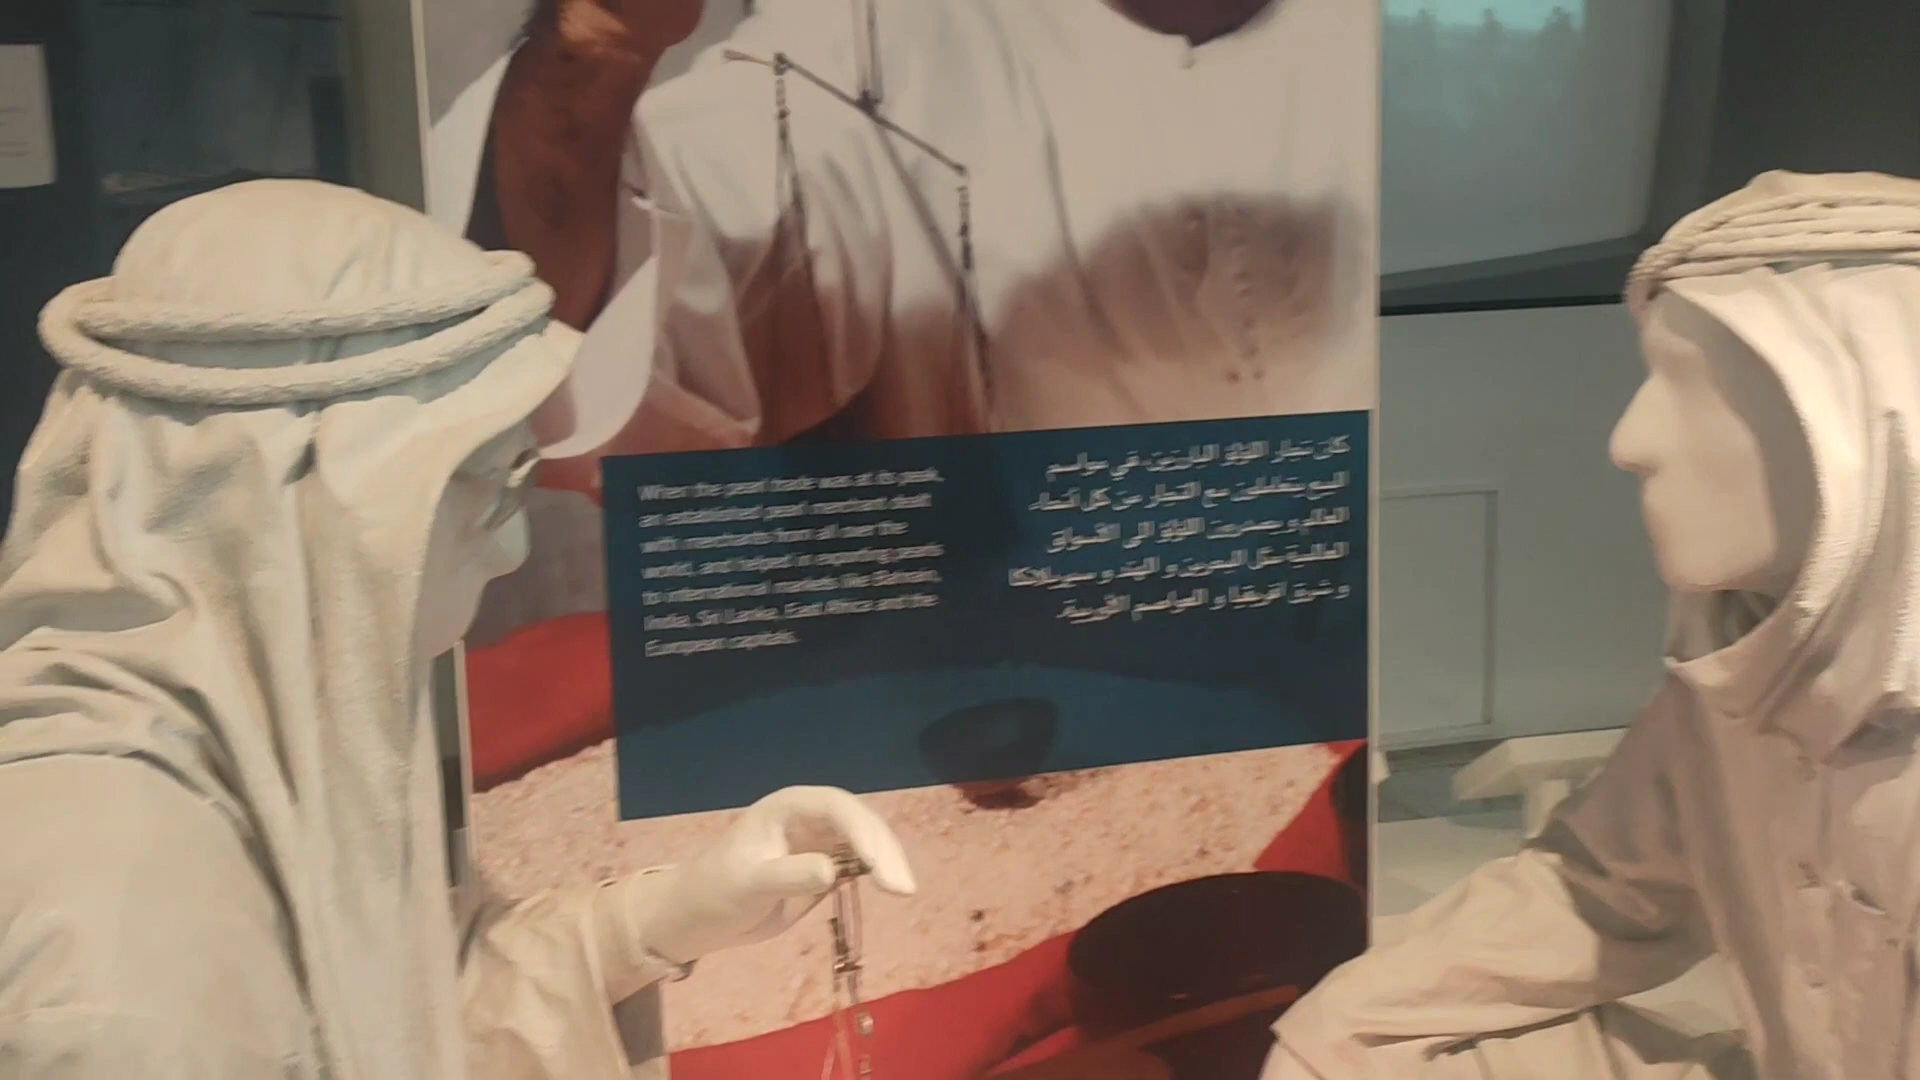 When the pearl trade was at its peak,
an established pearl merchant dealt
with merchants from all over the
world, and helped in exporting pearls
to international markets like Bahrain,
India, Sri Lanka, East Africa and the
European capitals.
كان تجار اللؤلؤ البارزين في مواسم
البيع يتعاملون مع التجار من كل أنحاء
العالم و يصدرون اللؤلؤ الى الأسواق
العالمية مثل البحرين و الهند و سيريلانكا
و شرق افريقيا و العواصم الأوربية.